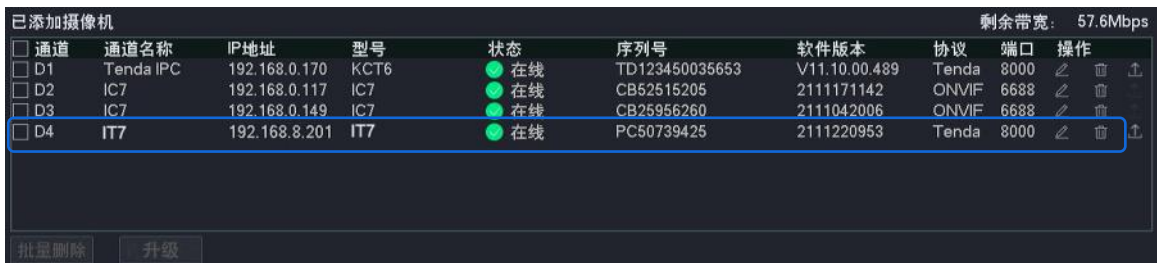 已添加摄像机 剩余带宽: 57.6Mbps
通道 通道名称 IP地址 型号 状态 序列号 软件版本 协议 端口 操作
D1 Tenda IPC 192.168.0.170 KCT6 在线 TD123450035653 V11.10.00.489 Tenda 8000
D2 IC7 192.168.0.117 IC7 在线 CB52515205 2111171142 ONVIF 6688
D3 IC7 192.168.0.149 IC7 在线 CB25956260 2111042006 ONVIF 6688
D4 IT7 192.168.8.201 IT7 在线 PC50739425 2111220953 Tenda 8000
批量删除 升级